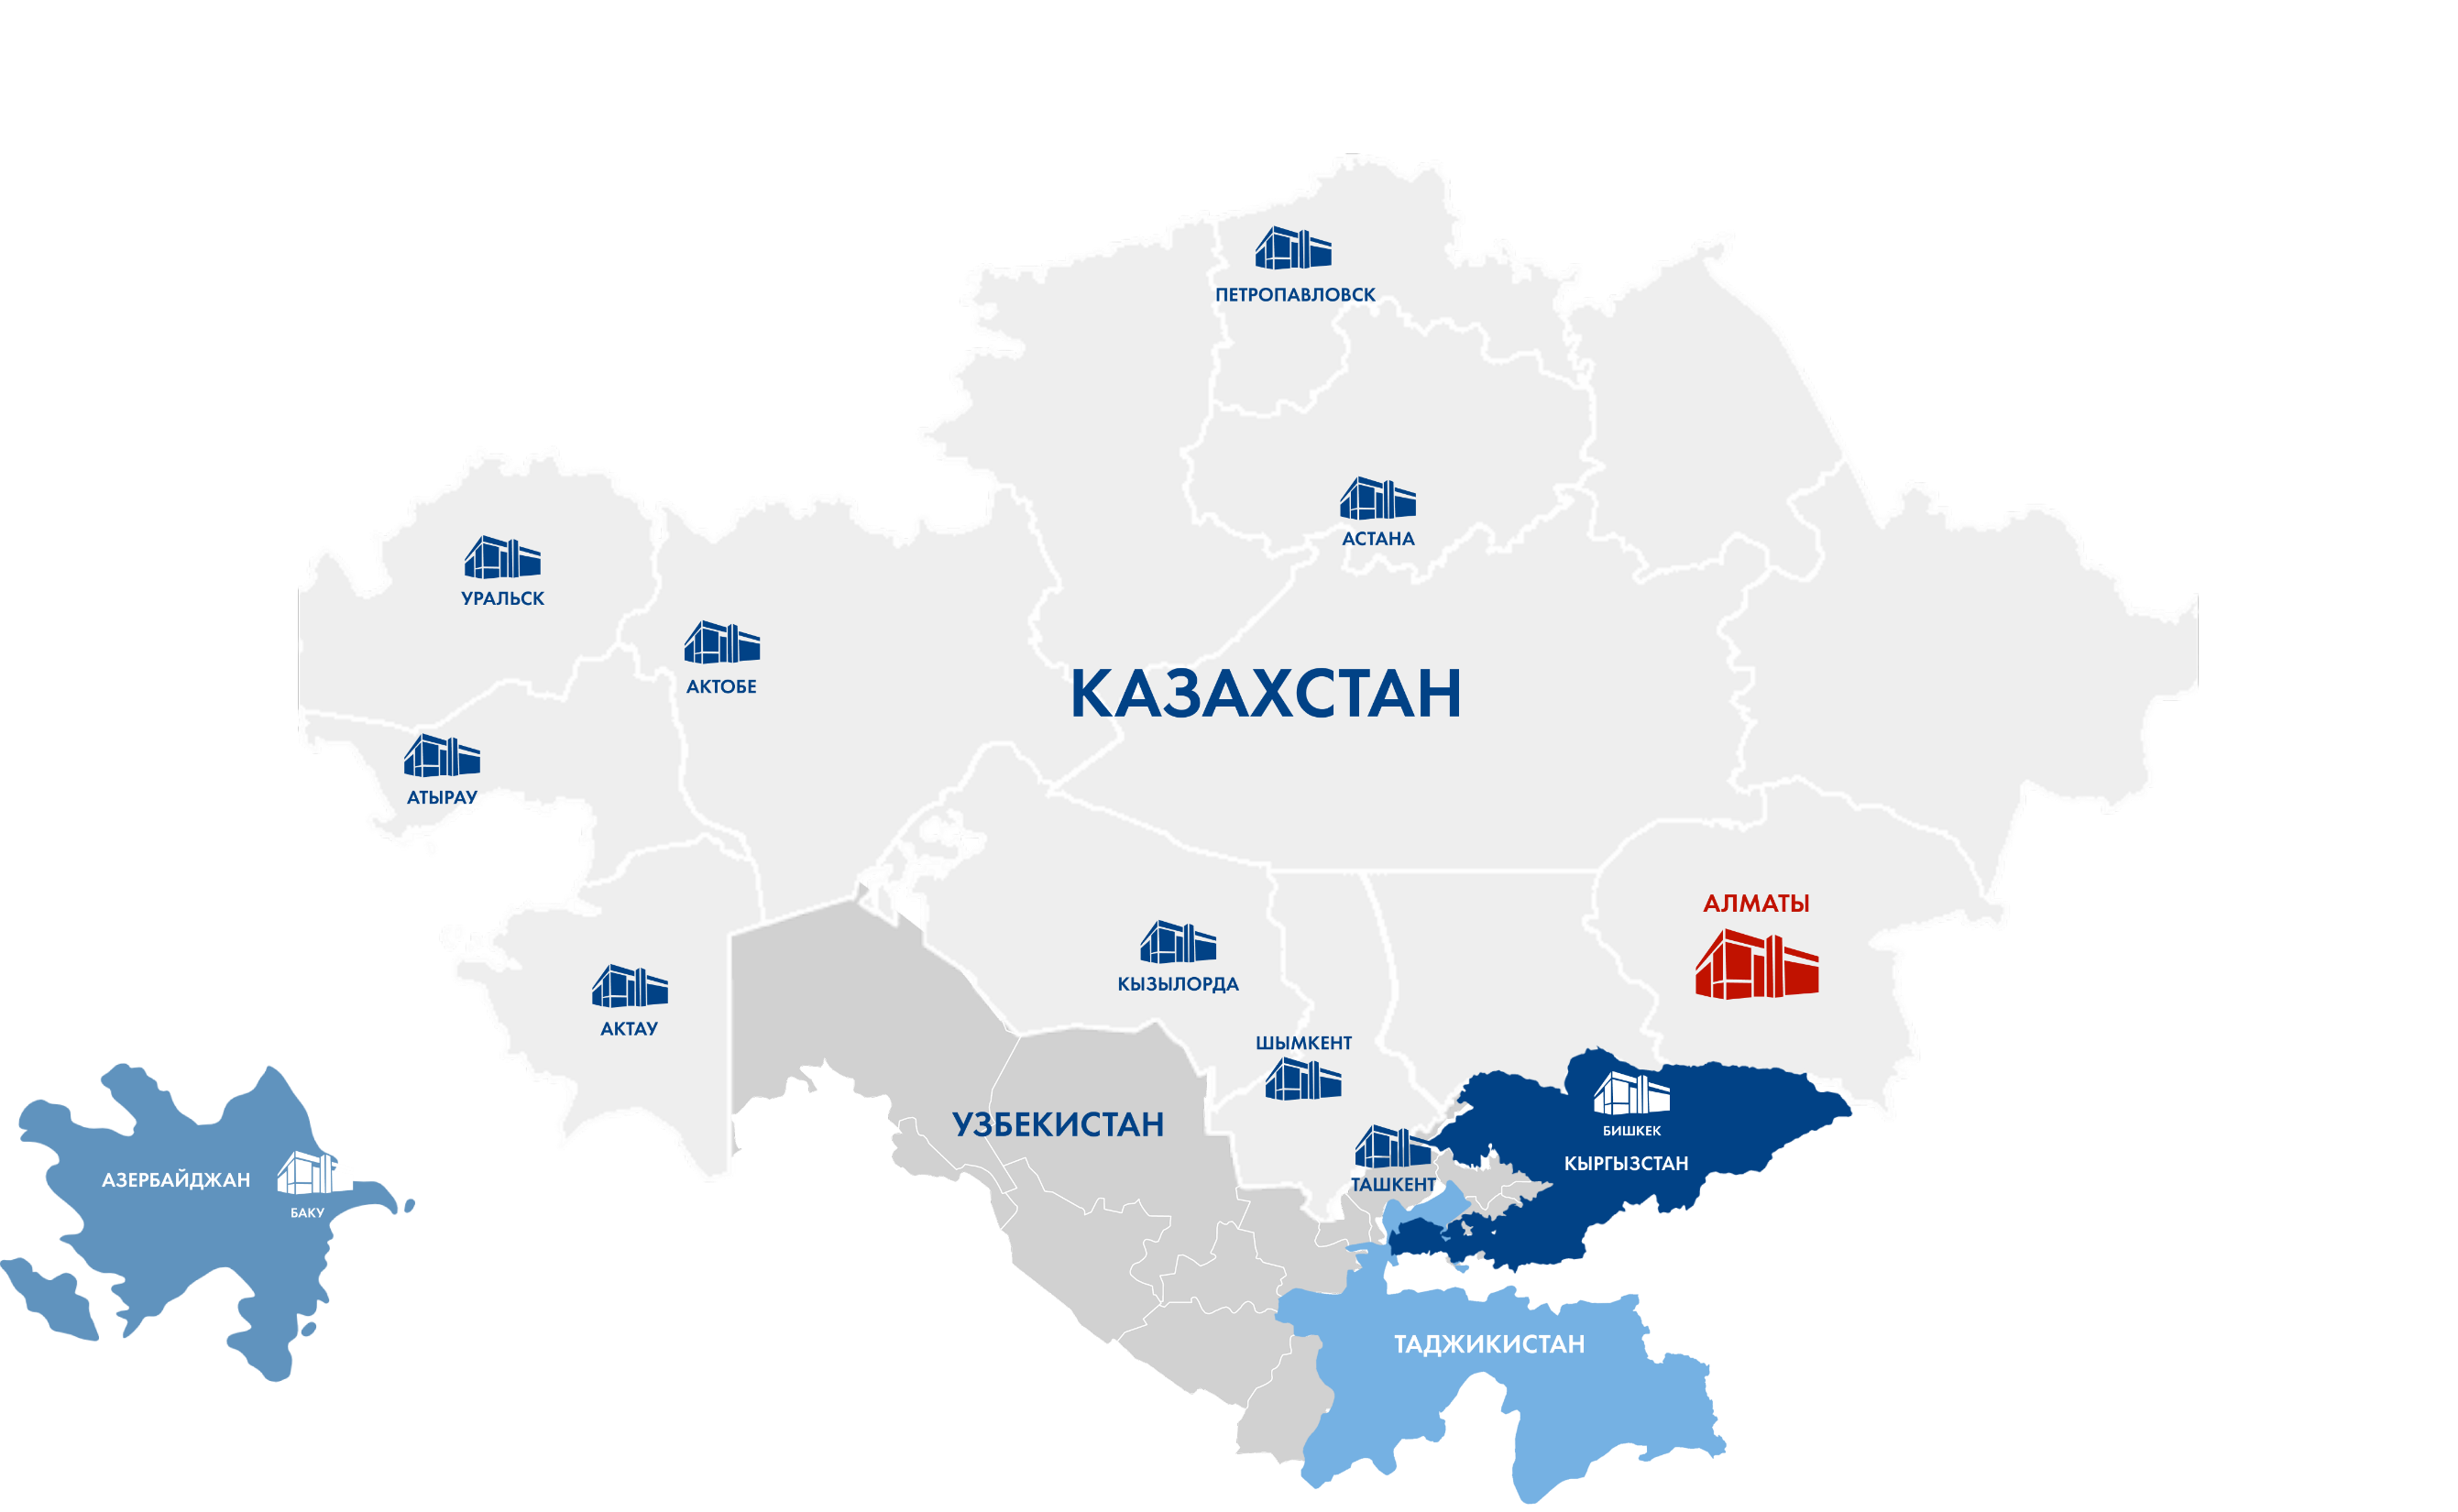 ПЕТРОПАВЛОВСК
АСТАНА
УРАЛЬСК
АКТОБЕ
КАЗАХСТАН
АТЫРАУ
АЛМАТЫ
КЫЗЫЛОРДА
АКТАУ
ШЫМКЕНТ
УЗБЕКИСТАН
БИШКЕК
КЫРГЫЗСТАН
АЗЕРБАЙДЖАН
ТАШКЕНТ
БАКУ
ТАДЖИКИСТАН